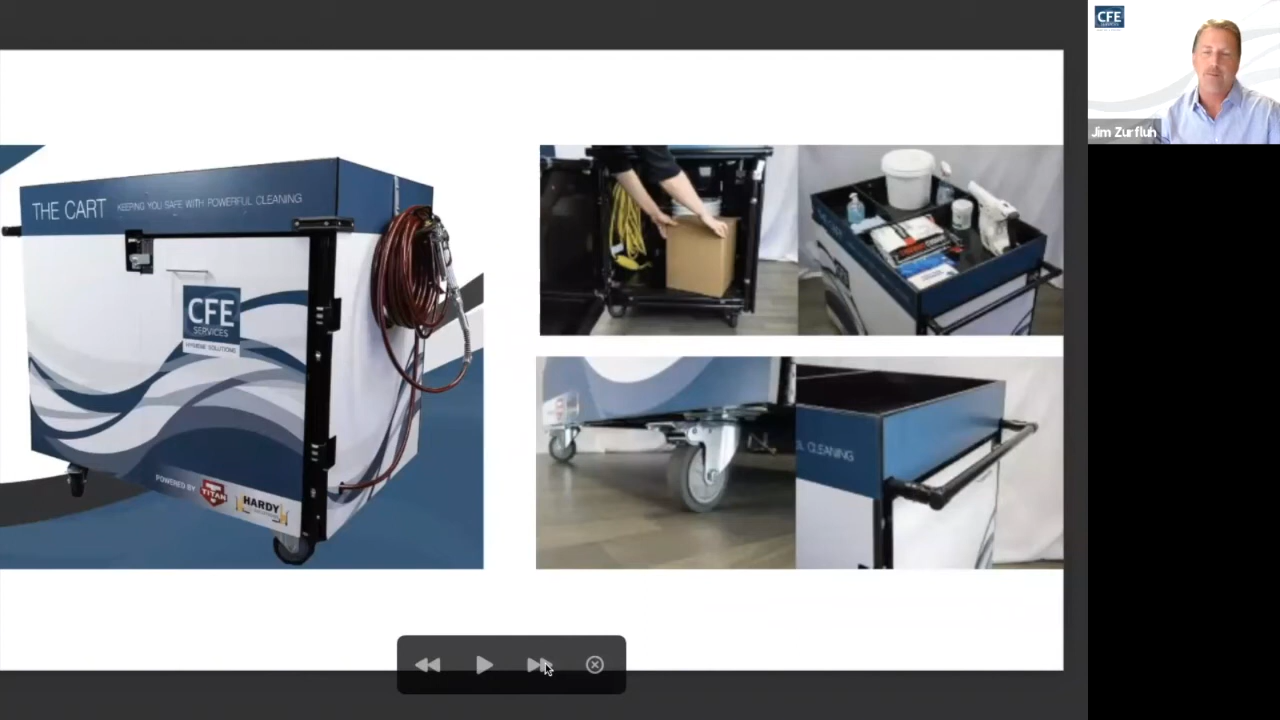 THE CART KEEPING YOU SAFE WITH POWERFUL CLEANING
CFE
SERVICES
HYGIENE SOLUTIONS
POWERED BY TITAN HARDY
CLEANING
CFE
SERVICES
Jim Zurfluh